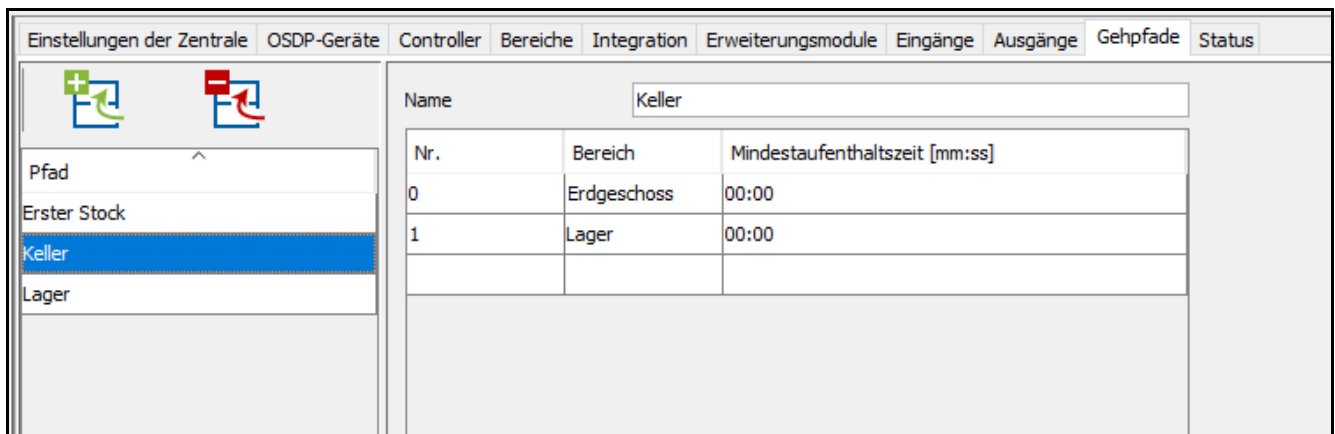 Einstellungen der Zentrale OSDP-Geräte Controller Bereiche Integration Erweiterungsmodule Eingänge Ausgänge Gehpfade Status
Name Keller
Pfad
Erster Stock
Keller
Lager
Nr. Bereich Mindestaufenthaltszeit [mm:ss]
0 Erdgeschoss 00:00
1 Lager 00:00